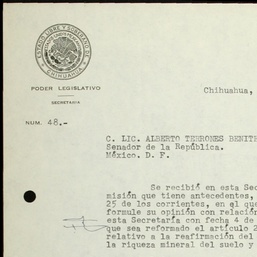 ESTADO LIBRE Y SOBERANO DE
CHIHUAHUA
PODER LEGISLATIVO
SECRETARIA
Chihuahua,
NUM. 48.-
C. LIC. ALBERTO TERRONES BENITE
Senador de la República.
México. D. F.
Se recibió en esta Sec
misión que tiene antecedentes,
25 de los corrientes, en el que
formule su opinión con relación
esta Secretaría con fecha 4 de
que sea reformado el artículo 2
relativo a la reafirmación del
la riqueza mineral del suelo y